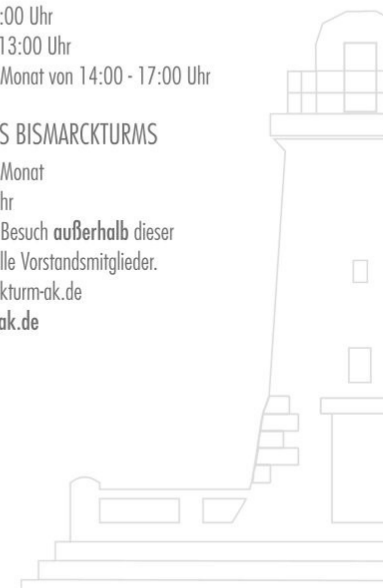 :00 Uhr
13:00 Uhr
Monat von 14:00 - 17:00 Uhr
S BISMARCKTURMS
Monat
hr
Besuch außerhalb dieser
lle Vorstandsmitglieder.
kturm-ak.de
ak.de